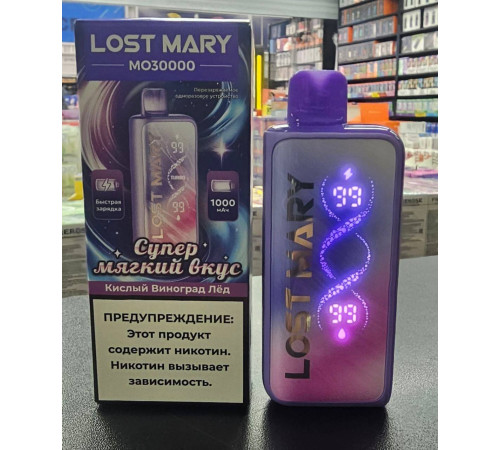 LOST MARY
MO30000
Перезаряжаемое
одноразовое устройство
99
TURBO
LOST MARY
99
Быстрая
зарядка
1000
мАч
Супер
мягкий вкус
Кислый Виноград Лёд
ПРЕДУПРЕЖДЕНИЕ:
Этот продукт
содержит никотин.
Никотин вызывает
зависимость.
99
LOST MARY
99